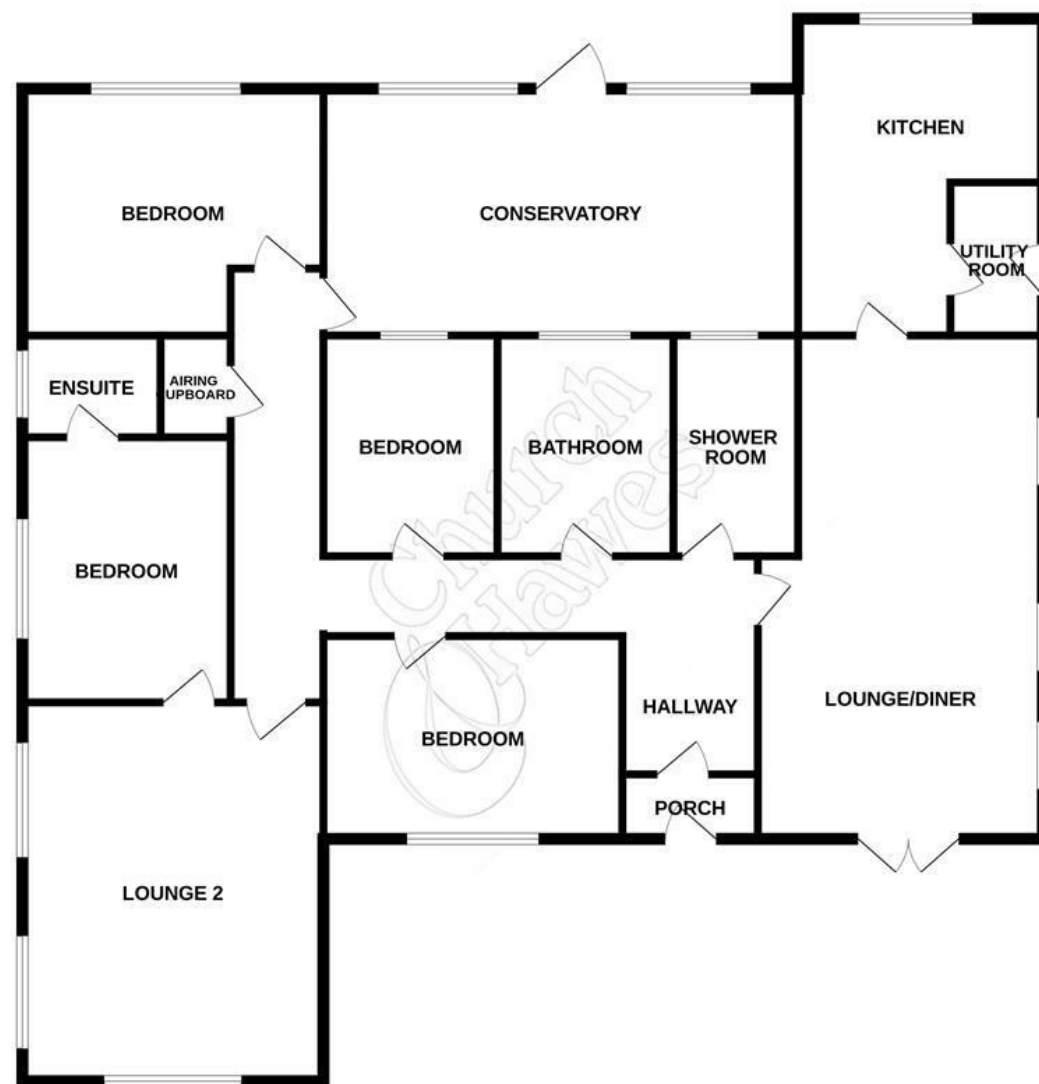 KITCHEN
BEDROOM
CONSERVATORY
UTILITY
ROOM
ENSUITE
AIRING
UPBOARD
BEDROOM
BATHROOM
SHOWER
ROOM
BEDROOM
LOUNGE/DINER
HALLWAY
BEDROOM
PORCH
LOUNGE 2
Church
& Hawes